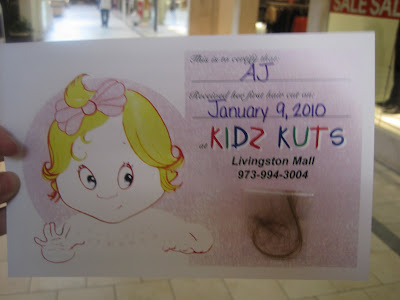 SALE SAL
This is to certify that:
AJ
Received her first hair cut on:
January 9, 2010
at KIDZ KUTS
Livingston Mall
973-994-3004